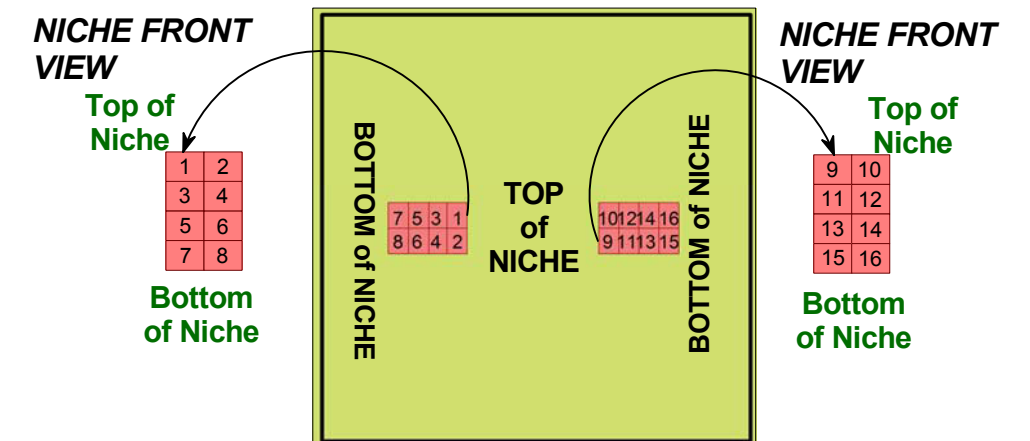 NICHE FRONT
VIEW
Top of
Niche
1 2
3 4
5 6
7 8
Bottom
of Niche
BOTTOM of NICHE
7 5 3 1
8 6 4 2
TOP
of
NICHE
10 12 14 16
9 11 13 15
BOTTOM of NICHE
NICHE FRONT
VIEW
Top of
Niche
9 10
11 12
13 14
15 16
Bottom
of Niche